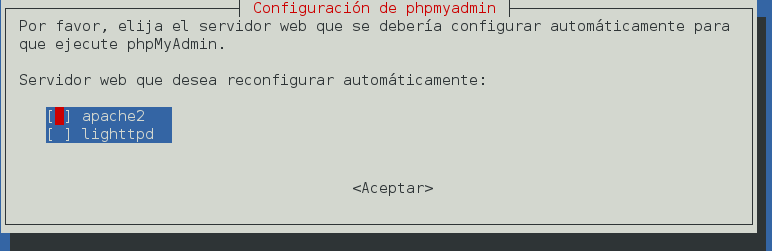 Configuración de phpmyadmin
Por favor, elija el servidor web que se debería configurar automáticamente para
que ejecute phpMyAdmin.
Servidor web que desea reconfigurar automáticamente:
[ ] apache2
[ ] lighttpd
<Aceptar>